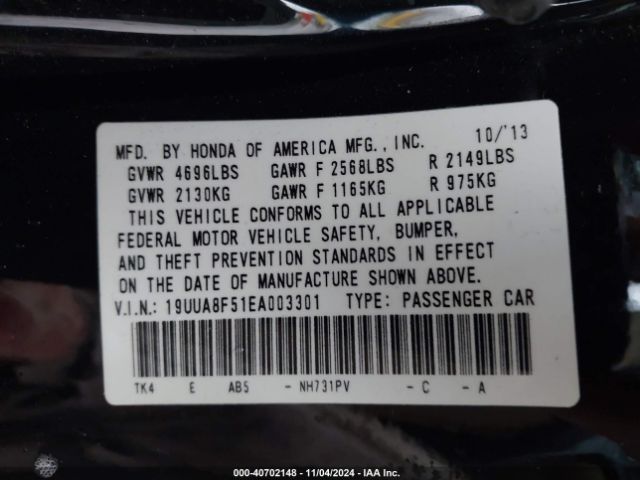 MFD. BY HONDA OF AMERICA MFG., INC. 10/'13
GVWR 4696LBS GAWR F 2568LBS R 2149LBS
GVWR 2130KG GAWR F 1165KG R 975KG
THIS VEHICLE CONFORMS TO ALL APPLICABLE
FEDERAL MOTOR VEHICLE SAFETY, BUMPER,
AND THEFT PREVENTION STANDARDS IN EFFECT
ON THE DATE OF MANUFACTURE SHOWN ABOVE.
V.I.N.: 19UUA8F51EA003301 TYPE: PASSENGER CAR
TK4 E AB5 - NH731PV - C - A
000-40702148 - 11/04/2024 - IAA Inc.